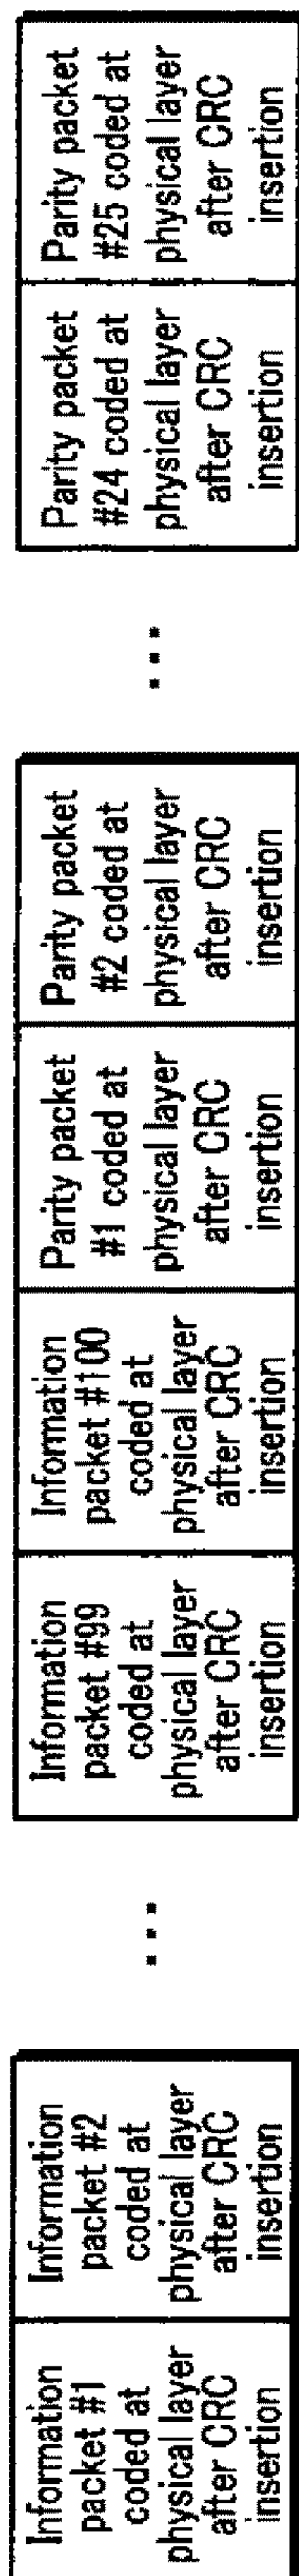 Information
packet #1
coded at
physical layer
after CRC
insertion
Information
packet #2
coded at
physical layer
after CRC
insertion
...
Information
packet #99
coded at
physical layer
after CRC
insertion
Information
packet #100
coded at
physical layer
after CRC
insertion
Parity packet
#1 coded at
physical layer
after CRC
insertion
Parity packet
#2 coded at
physical layer
after CRC
insertion
...
Parity packet
#24 coded at
physical layer
after CRC
insertion
Parity packet
#25 coded at
physical layer
after CRC
insertion